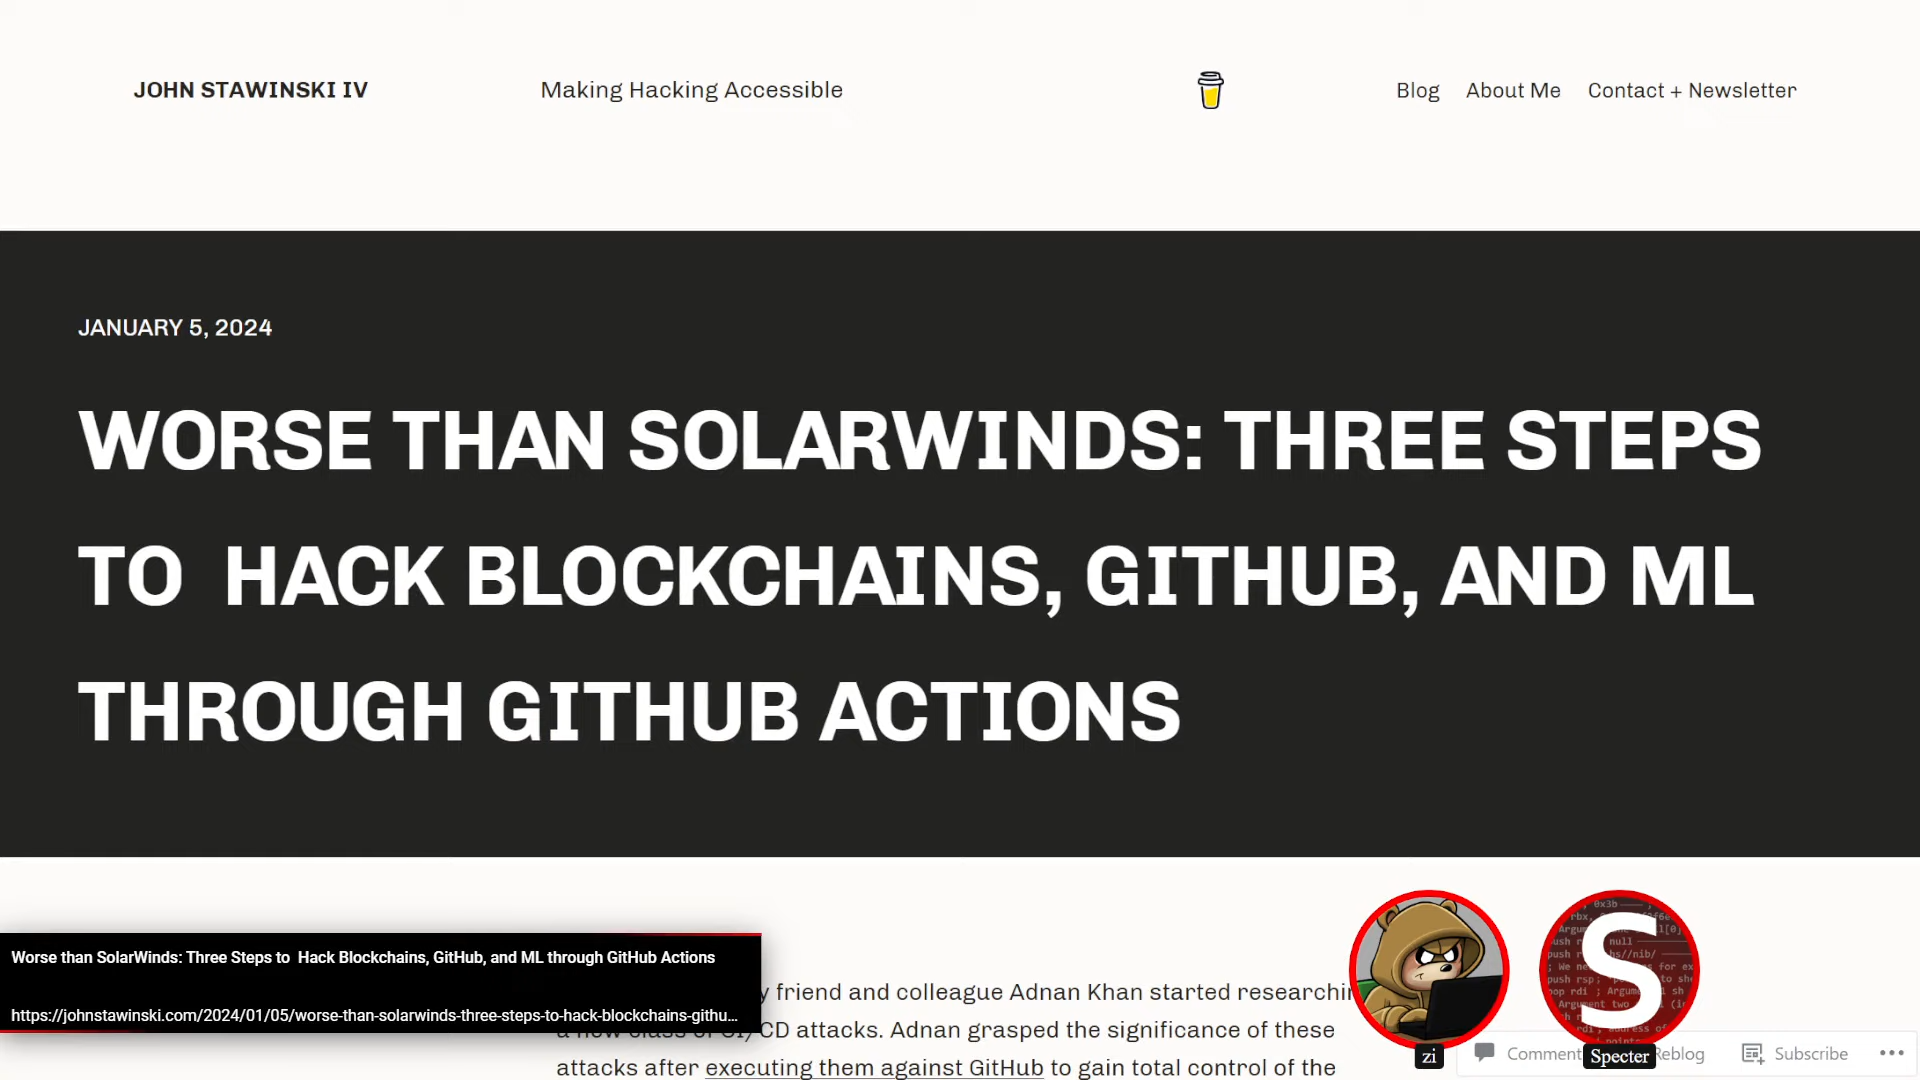 JOHN STAWINSKI IV
Making Hacking Accessible
Blog About Me Contact + Newsletter
JANUARY 5, 2024
WORSE THAN SOLARWINDS: THREE STEPS
TO HACK BLOCKCHAINS, GITHUB, AND ML
THROUGH GITHUB ACTIONS
friend and colleague Adnan Khan started
CD attacks. Adnan grasped the significance of these
attacks after executing them against GitHub to gain total control of the
Worse than SolarWinds: Three Steps to Hack Blockchains, GitHub, and ML through GitHub Actions
https://johnstawinski.com/2024/01/05/worse-than-solarwinds-three-steps-to-hack-blockchains-githu...
S
zi
Specter
Comment Reblog Subscribe